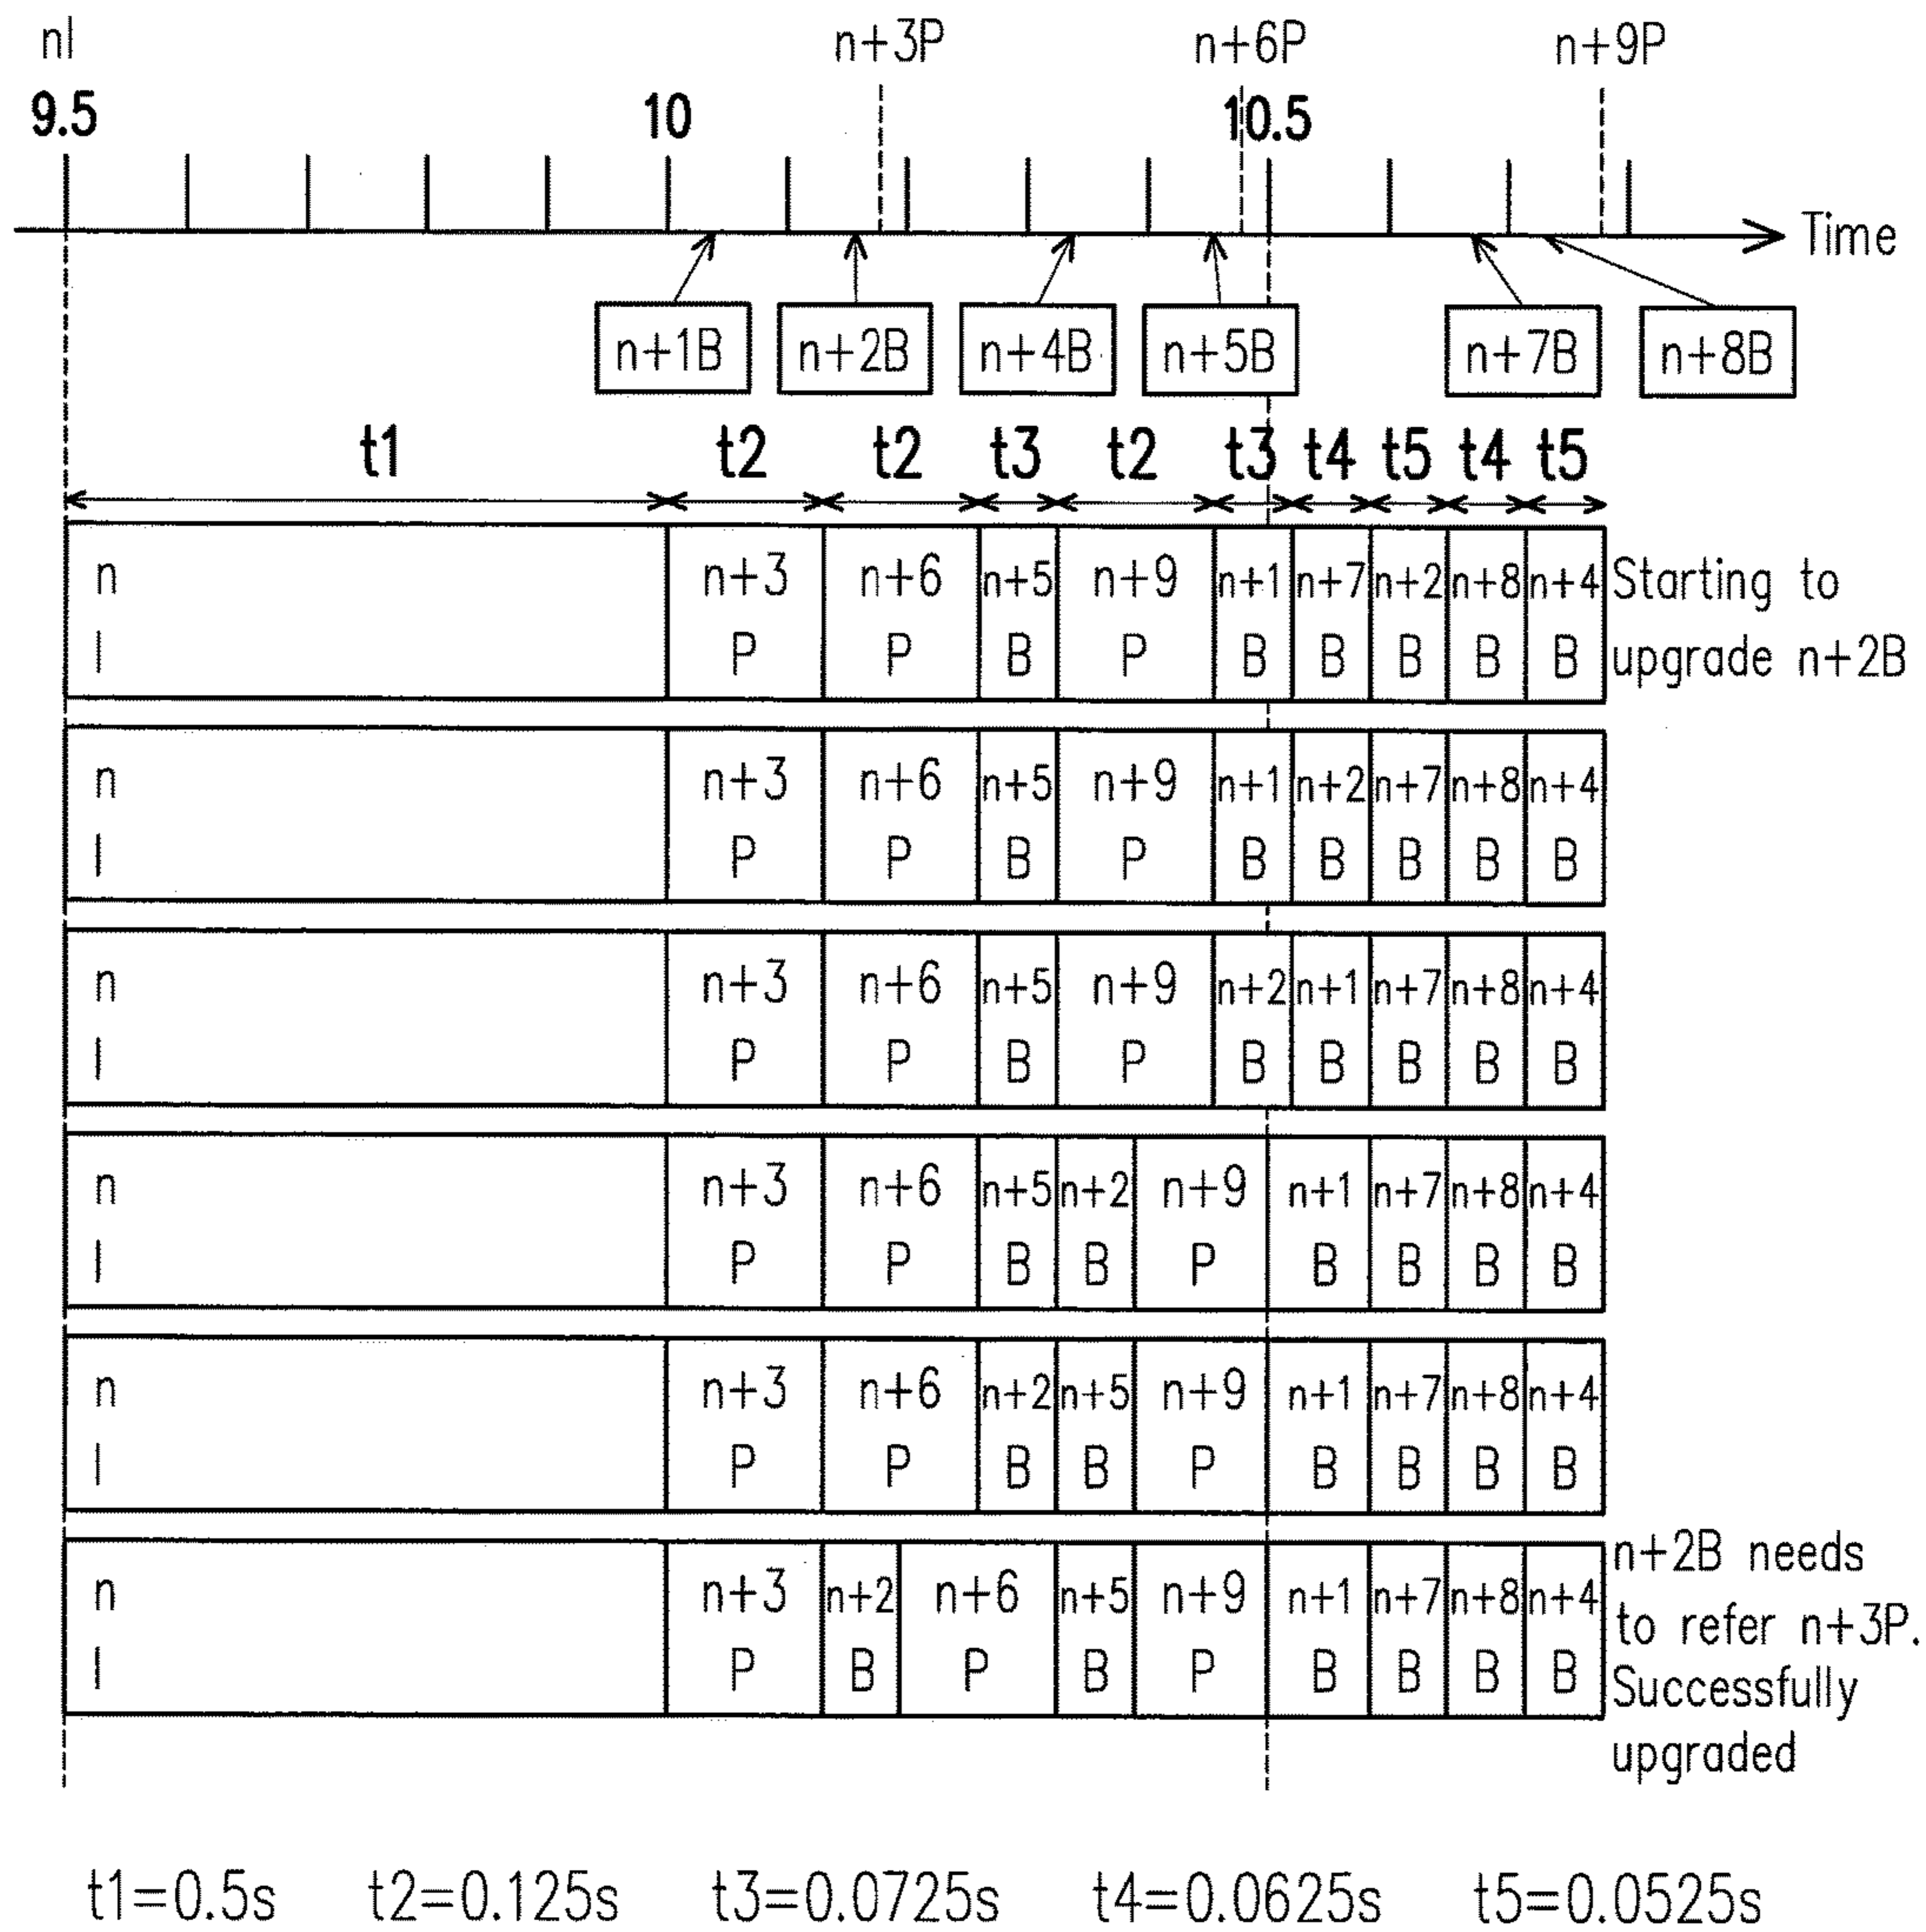 nI n+3P n+6P n+9P
9.5 10 10.5
Time
n+1B n+2B n+4B n+5B n+7B n+8B
t1 t2 t2 t3 t2 t3 t4 t5 t4 t5
n n+3 n+6 n+5 n+9 n+1 n+7 n+2 n+8 n+4 Starting to
I P P B P B B B B B upgrade n+2B
n n+3 n+6 n+5 n+9 n+1 n+2 n+7 n+8 n+4
I P P B P B B B B B
n n+3 n+6 n+5 n+9 n+2 n+1 n+7 n+8 n+4
I P P B P B B B B B
n n+3 n+6 n+5 n+2 n+9 n+1 n+7 n+8 n+4
I P P B B P B B B B
n n+3 n+6 n+2 n+5 n+9 n+1 n+7 n+8 n+4
I P P B B P B B B B
n+2B needs
n n+3 n+2 n+6 n+5 n+9 n+1 n+7 n+8 n+4
to refer n+3P.
I P B P B P B B B B
Successfully
upgraded
t1=0.5s t2=0.125s t3=0.0725s t4=0.0625s t5=0.0525s